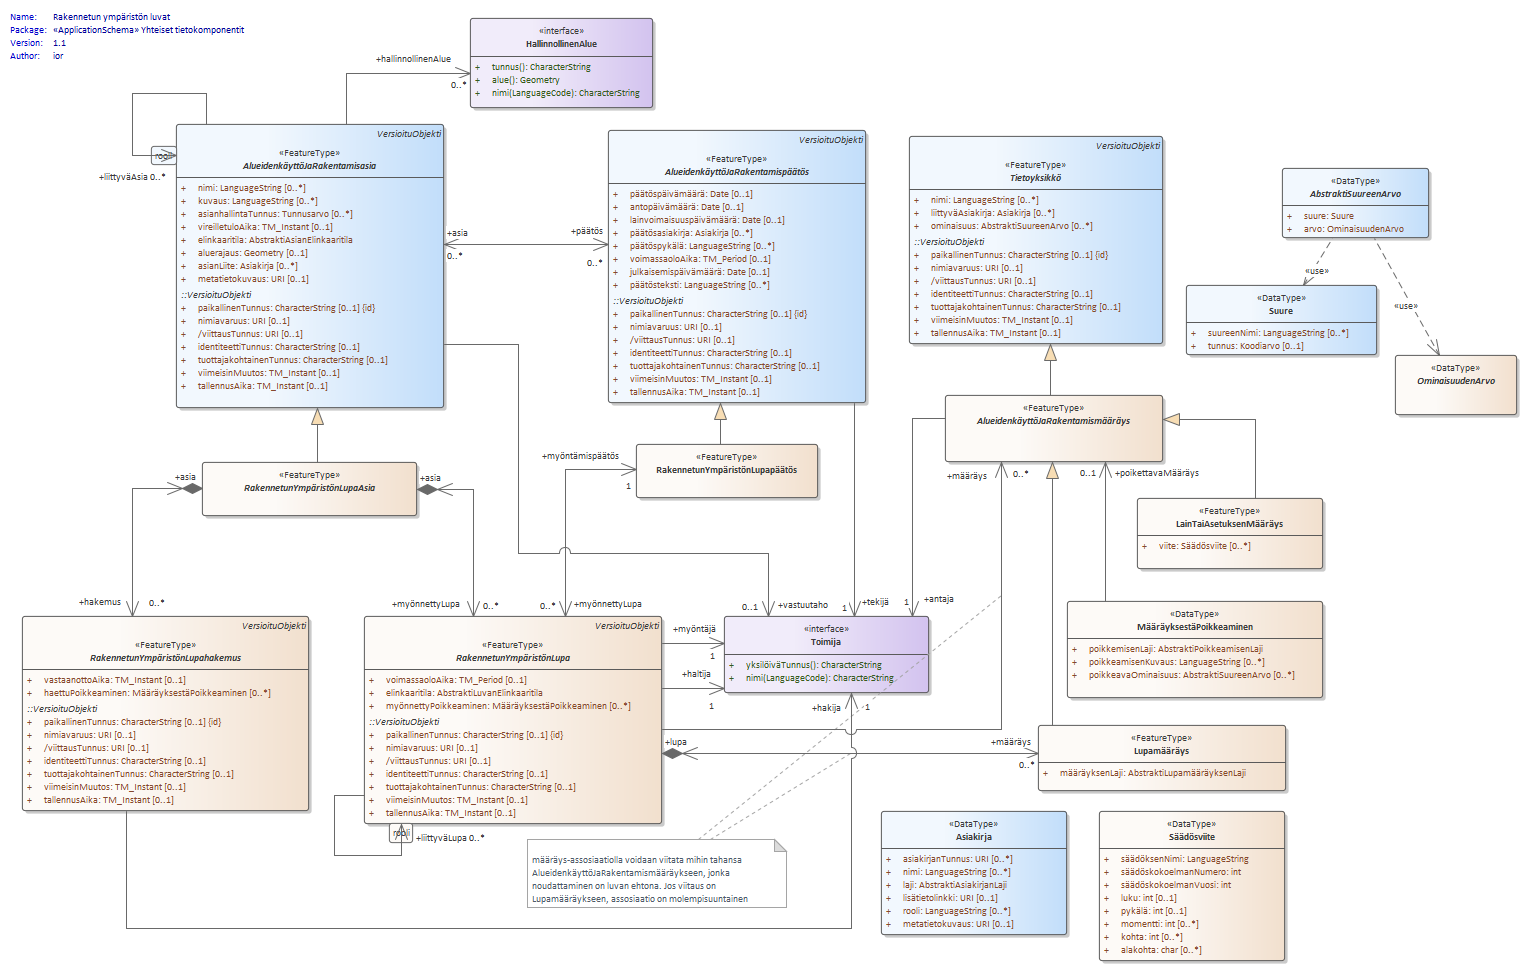 Name: Rakennetun ympäristön luvat
Package: «ApplicationSchema» Yhteiset tietokomponentit
Version: 1.1
Author: ior
«interface»
HallinnollinenAlue
+ tunnus(): CharacterString
+ alue(): Geometry
+ nimi(LanguageCode): CharacterString
+hallinnollinenAlue
0..*
VersioituObjekti
«FeatureType»
AlueidenkäyttöJaRakentamisasia
+ nimi: LanguageString [0..*]
+ kuvaus: LanguageString [0..*]
+ asianhallintaTunnus: Tunnusarvo [0..*]
+ vireilletuloAika: TM_Instant [0..1]
+ elinkaaritila: AbstraktiAsianElinkaaritila
+ aluerajaus: Geometry [0..1]
+ asianLiite: Asiakirja [0..*]
+ metatietokuvaus: URI [0..1]
::VersioituObjekti
+ paikallinenTunnus: CharacterString [0..1] {id}
+ nimiavaruus: URI [0..1]
+ /viittausTunnus: URI [0..1]
+ identiteettiTunnus: CharacterString [0..1]
+ tuottajakohtainenTunnus: CharacterString [0..1]
+ viimeisinMuutos: TM_Instant [0..1]
+ tallennusAika: TM_Instant [0..1]
rooli
+liittyväAsia 0..*
+asia
0..*
+päätös
0..*
VersioituObjekti
«FeatureType»
AlueidenkäyttöJaRakentamispäätös
+ päätöspäivämäärä: Date [0..1]
+ antopäivämäärä: Date [0..1]
+ lainvoimaisuuspäivämäärä: Date [0..1]
+ päätösasiakirja: Asiakirja [0..*]
+ päätöspykälä: LanguageString [0..*]
+ voimassaoloAika: TM_Period [0..1]
+ julkaisemispäivämäärä: Date [0..1]
+ päätösteksti: LanguageString [0..*]
::VersioituObjekti
+ paikallinenTunnus: CharacterString [0..1] {id}
+ nimiavaruus: URI [0..1]
+ /viittausTunnus: URI [0..1]
+ identiteettiTunnus: CharacterString [0..1]
+ tuottajakohtainenTunnus: CharacterString [0..1]
+ viimeisinMuutos: TM_Instant [0..1]
+ tallennusAika: TM_Instant [0..1]
VersioituObjekti
«FeatureType»
Tietoyksikkö
+ nimi: LanguageString [0..*]
+ liittyväAsiakirja: Asiakirja [0..*]
+ ominaisuus: AbstraktiSuureenArvo [0..*]
::VersioituObjekti
+ paikallinenTunnus: CharacterString [0..1] {id}
+ nimiavaruus: URI [0..1]
+ /viittausTunnus: URI [0..1]
+ identiteettiTunnus: CharacterString [0..1]
+ tuottajakohtainenTunnus: CharacterString [0..1]
+ viimeisinMuutos: TM_Instant [0..1]
+ tallennusAika: TM_Instant [0..1]
«DataType»
AbstraktiSuureenArvo
+ suure: Suure
+ arvo: OminaisuudenArvo
«use»
«use»
«DataType»
Suure
+ suureenNimi: LanguageString [0..*]
+ tunnus: Koodiarvo [0..1]
«DataType»
OminaisuudenArvo
«FeatureType»
AlueidenkäyttöJaRakentamismääräys
«FeatureType»
RakennetunYmpäristönLupaAsia
+asia
+asia
«FeatureType»
RakennetunYmpäristönLupapäätös
+myöntämispäätös
1
+määräys
0..*
0..1
+poikettavaMääräys
«FeatureType»
LainTaiAsetuksenMääräys
+ viite: Säädösviite [0..*]
«DataType»
MääräyksestäPoikkeaminen
+ poikkemisenLaji: AbstraktiPoikkeamisenLaji
+ poikkeamisenKuvaus: LanguageString [0..*]
+ poikkeavaOminaisuus: AbstraktiSuureenArvo [0..*]
+hakemus
0..*
+myönnettyLupa
0..*
0..*
+myönnettyLupa
0..1
+vastuutaho
1
+tekijä
1
+antaja
VersioituObjekti
«FeatureType»
RakennetunYmpäristönLupahakemus
+ vastaanottoAika: TM_Instant [0..1]
+ haettuPoikkeaminen: MääräyksestäPoikkeaminen [0..*]
::VersioituObjekti
+ paikallinenTunnus: CharacterString [0..1] {id}
+ nimiavaruus: URI [0..1]
+ /viittausTunnus: URI [0..1]
+ identiteettiTunnus: CharacterString [0..1]
+ tuottajakohtainenTunnus: CharacterString [0..1]
+ viimeisinMuutos: TM_Instant [0..1]
+ tallennusAika: TM_Instant [0..1]
VersioituObjekti
«FeatureType»
RakennetunYmpäristönLupa
+ voimassaoloAika: TM_Period [0..1]
+ elinkaaritila: AbstraktiLuvanElinkaaritila
+ myönnettyPoikkeaminen: MääräyksestäPoikkeaminen [0..*]
::VersioituObjekti
+ paikallinenTunnus: CharacterString [0..1] {id}
+ nimiavaruus: URI [0..1]
+ /viittausTunnus: URI [0..1]
+ identiteettiTunnus: CharacterString [0..1]
+ tuottajakohtainenTunnus: CharacterString [0..1]
+ viimeisinMuutos: TM_Instant [0..1]
+ tallennusAika: TM_Instant [0..1]
rooli
+liittyväLupa 0..*
+myöntäjä
1
+haltija
1
«interface»
Toimija
+ yksilöiväTunnus(): CharacterString
+ nimi(LanguageCode): CharacterString
+hakija
1
+lupa
+määräys
0..*
«FeatureType»
Lupamääräys
+ määräyksenLaji: AbstraktiLupamääräyksenLaji
määräys-assosiaatiolla voidaan viitata mihin tahansa
AlueidenkäyttöJaRakentamismääräykseen, jonka
noudattaminen on luvan ehtona. Jos viitaus on
Lupamääräykseen, assosiaatio on molempisuuntainen
«DataType»
Asiakirja
+ asiakirjanTunnus: URI [0..*]
+ nimi: LanguageString [0..*]
+ laji: AbstraktiAsiakirjanLaji
+ lisätietolinkki: URI [0..1]
+ rooli: LanguageString [0..*]
+ metatietokuvaus: URI [0..1]
«DataType»
Säädösviite
+ säädöksenNimi: LanguageString
+ säädöskokoelmanNumero: int
+ säädöskokoelmanVuosi: int
+ luku: int [0..1]
+ pykälä: int [0..1]
+ momentti: int [0..*]
+ kohta: int [0..*]
+ alakohta: char [0..*]